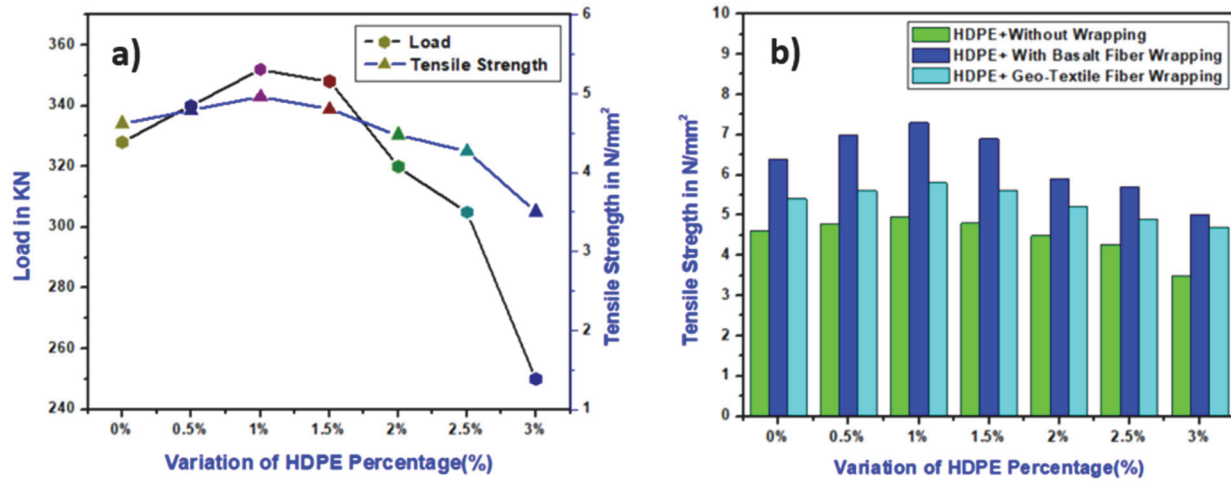 a)
Load
Tensile Strength
Load in KN
360
340
320
300
280
260
240
6
5
4
3
2
1
Tensile Strength in N/mm²
0% 0.5% 1% 1.5% 2% 2.5% 3%
Variation of HDPE Percentage(%)
b)
HDPE+Without Wrapping
HDPE+ With Basalt Fiber Wrapping
HDPE+ Geo-Textile Fiber Wrapping
Tensile Stregth in N/mm²
10
9
8
7
6
5
4
3
2
1
0
0% 0.5% 1% 1.5% 2% 2.5% 3%
Variation of HDPE Percentage(%)